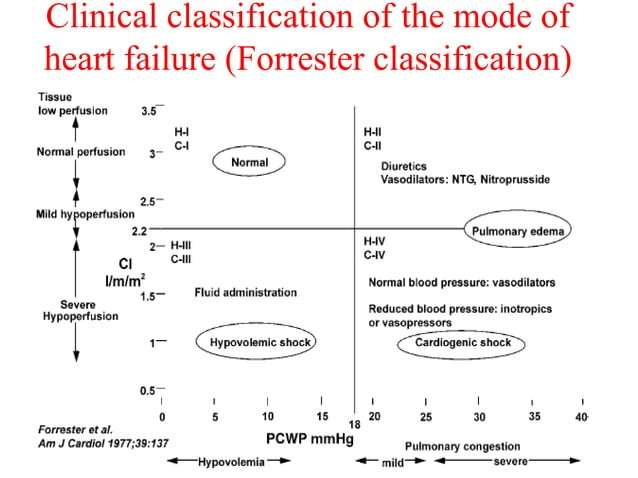 Clinical classification of the mode of
heart failure (Forrester classification)
Tissue
low perfusion
3.5
H-I
C-I
H-II
C-II
Normal perfusion
3
Normal
Diuretics
Vasodilators: NTG, Nitroprusside
2.5
Mild hypoperfusion
2.2
Pulmonary edema
2
H-III
C-III
H-IV
C-IV
CI
l/m/m2
Normal blood pressure: vasodilators
1.5
Fluid administration
Severe
Hypoperfusion
Reduced blood pressure: inotropics
or vasopressors
1
Hypovolemic shock
Cardiogenic shock
0.5
0 5 10 15 18 20 25 30 35 40
Forrester et al.
Am J Cardiol 1977;39:137
PCWP mmHg
Pulmonary congestion
Hypovolemia
mild
severe